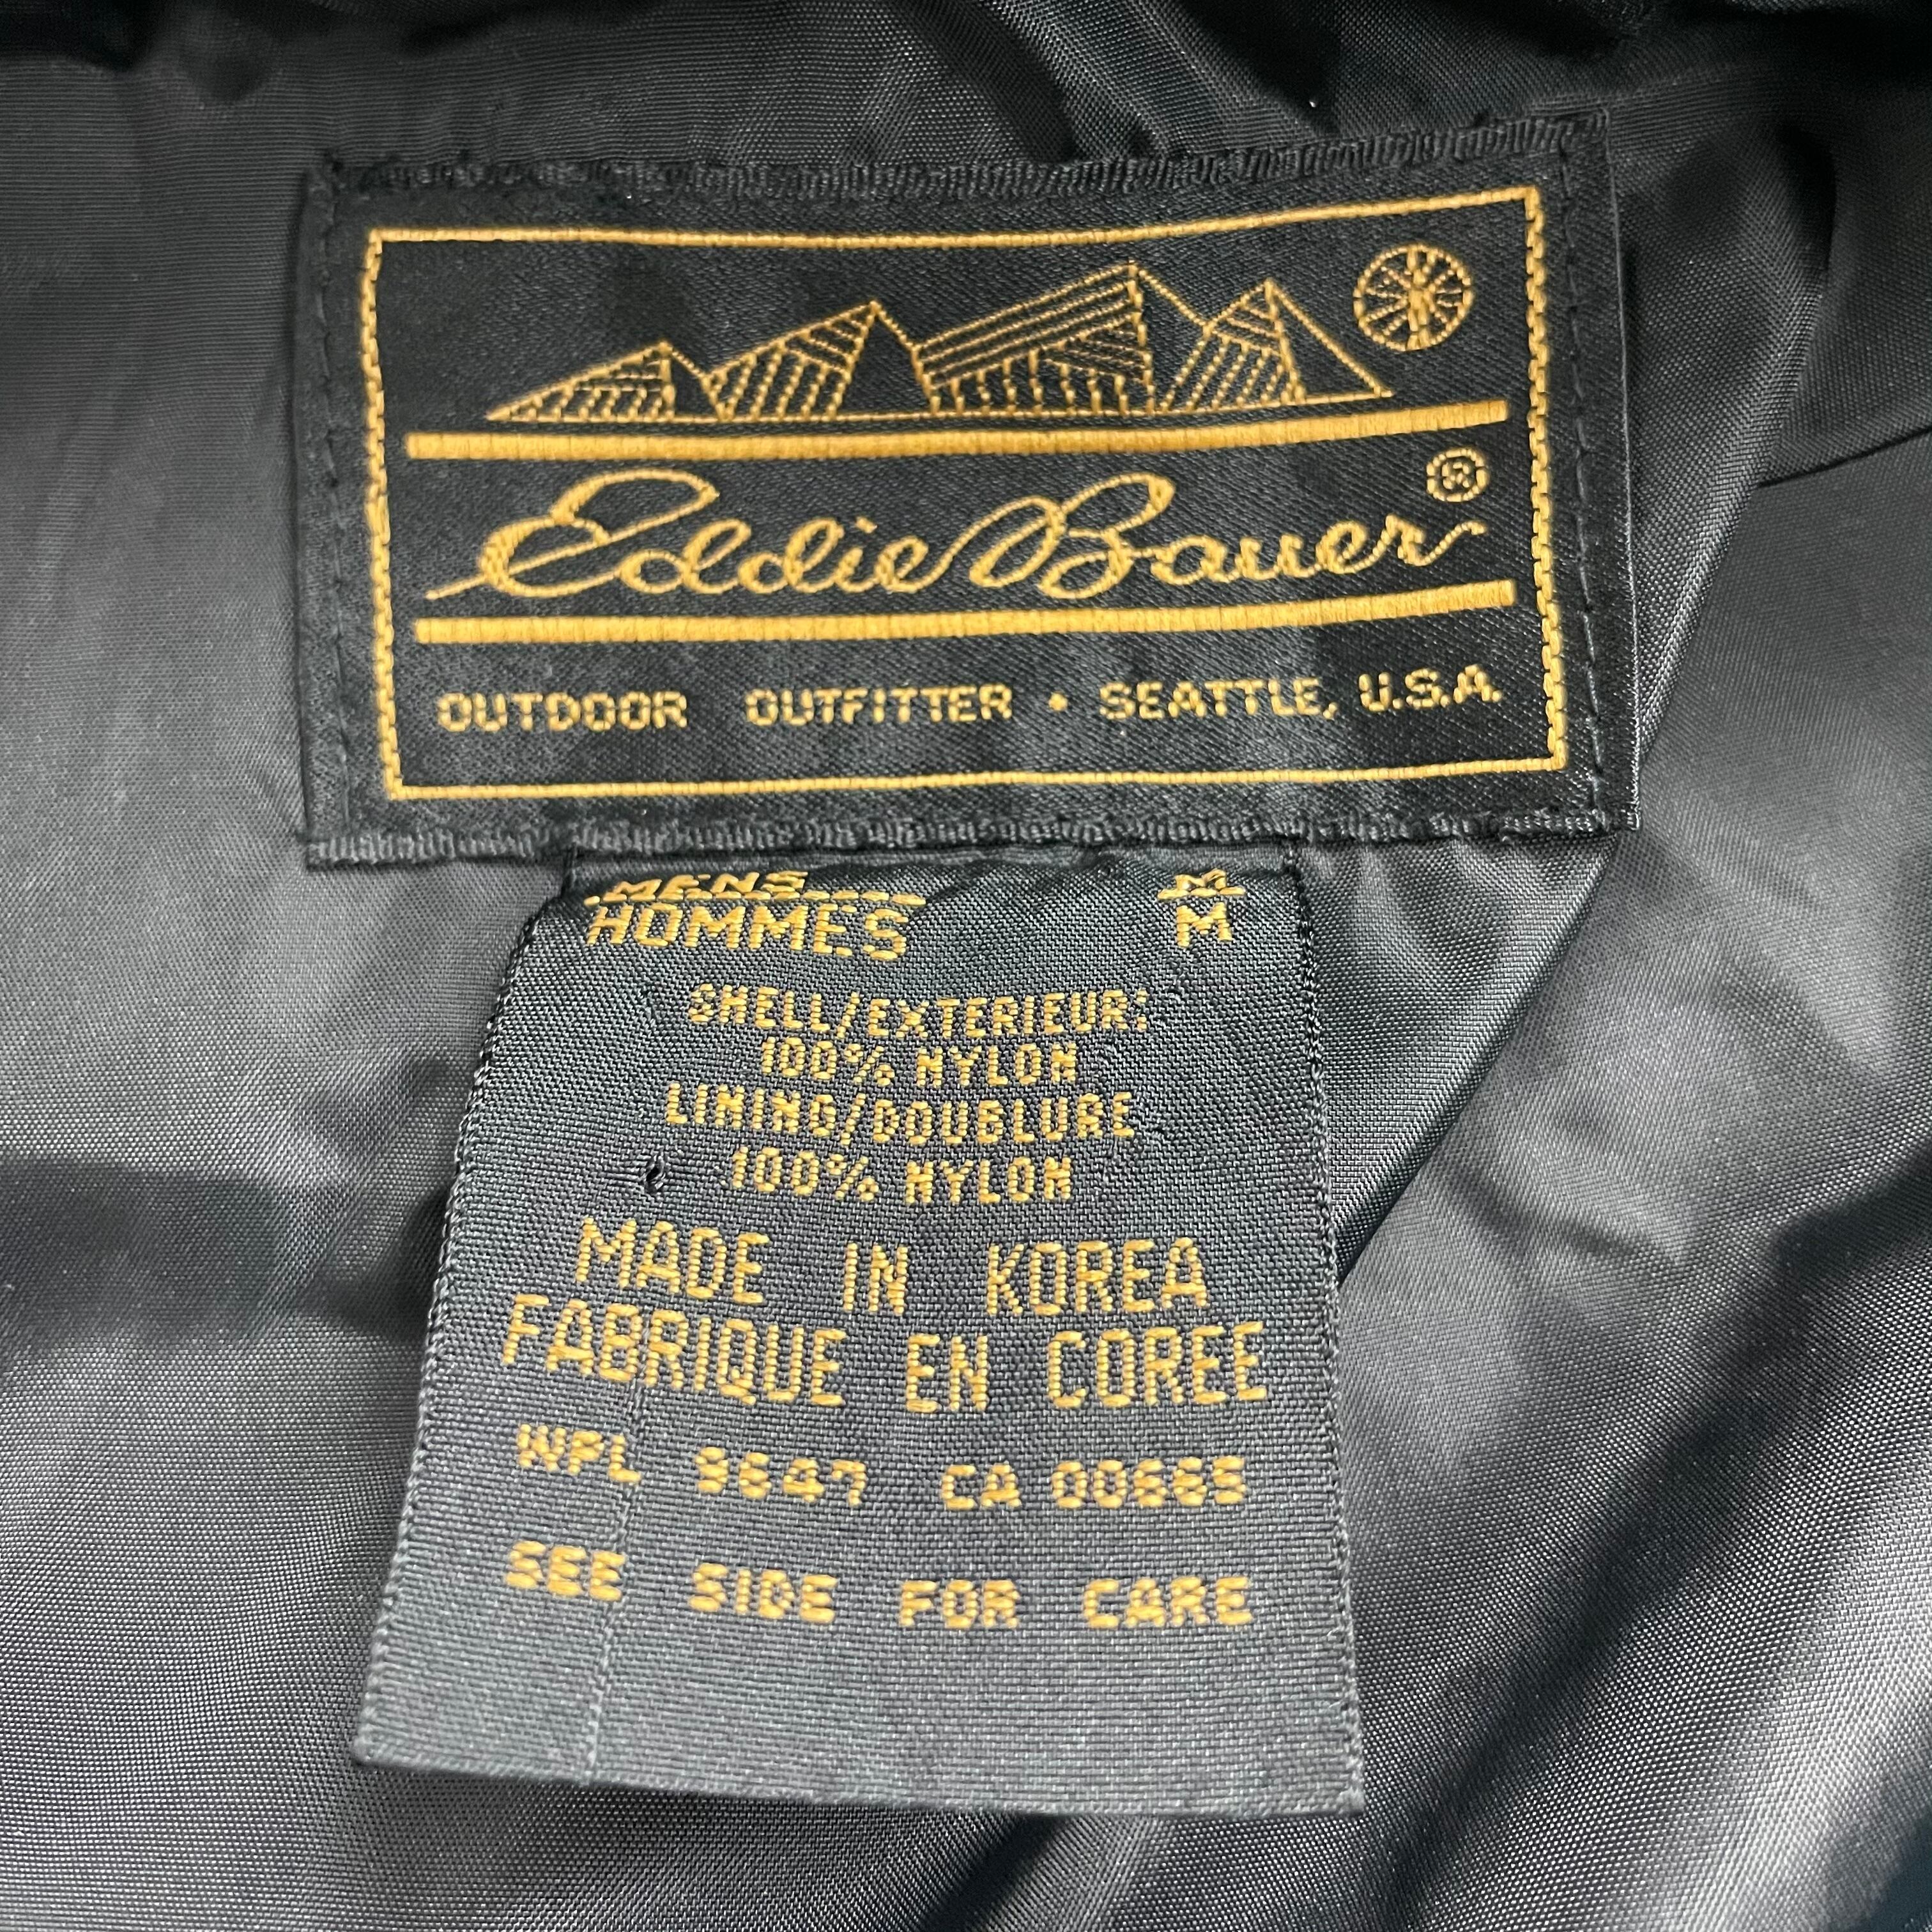 Eddie Bauer®
OUTDOOR OUTFITTER • SEATTLE, U.S.A.
MENS M
HOMMES M
SHELL/EXTERIEUR:
100% NYLON
LINING/DOUBLURE
100% NYLON
MADE IN KOREA
FABRIQUE EN COREE
WPL 9647 CA 00665
SEE SIDE FOR CARE